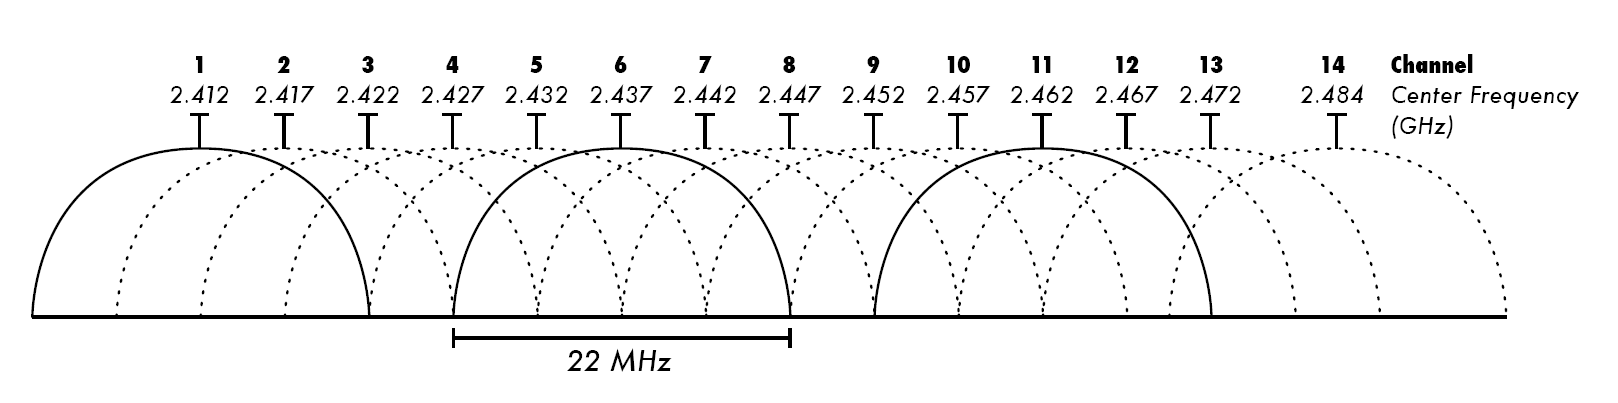 1 2 3 4 5 6 7 8 9 10 11 12 13 14 Channel
2.412 2.417 2.422 2.427 2.432 2.437 2.442 2.447 2.452 2.457 2.462 2.467 2.472 2.484 Center Frequency
(GHz)
22 MHz